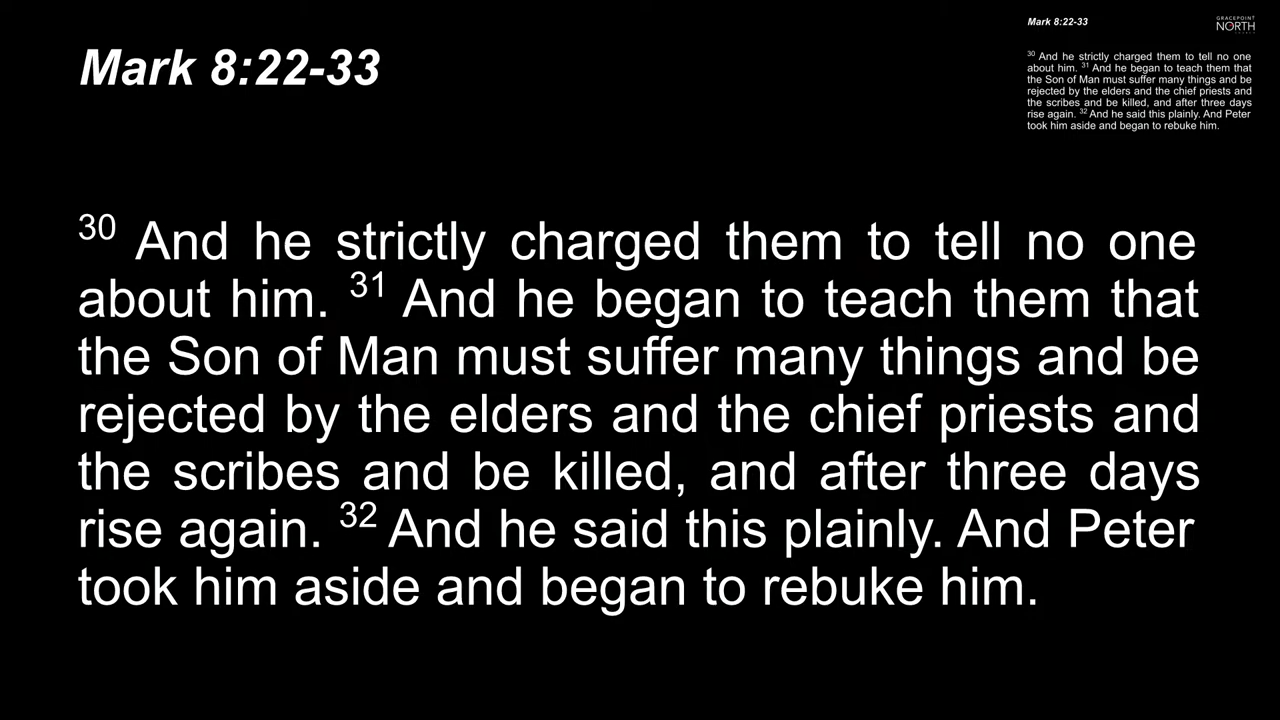 Mark 8:22-33
30 And he strictly charged them to tell no one
about him. 31 And he began to teach them that
the Son of Man must suffer many things and be
rejected by the elders and the chief priests and
the scribes and be killed, and after three days
rise again. 32 And he said this plainly. And Peter
took him aside and began to rebuke him.
Mark 8:22-33
GRACEPOINT
NORTH
30 And he strictly charged them to tell no one
about him. 31 And he began to teach them that
the Son of Man must suffer many things and be
rejected by the elders and the chief priests and
the scribes and be killed, and after three days
rise again. 32 And he said this plainly. And Peter
took him aside and began to rebuke him.